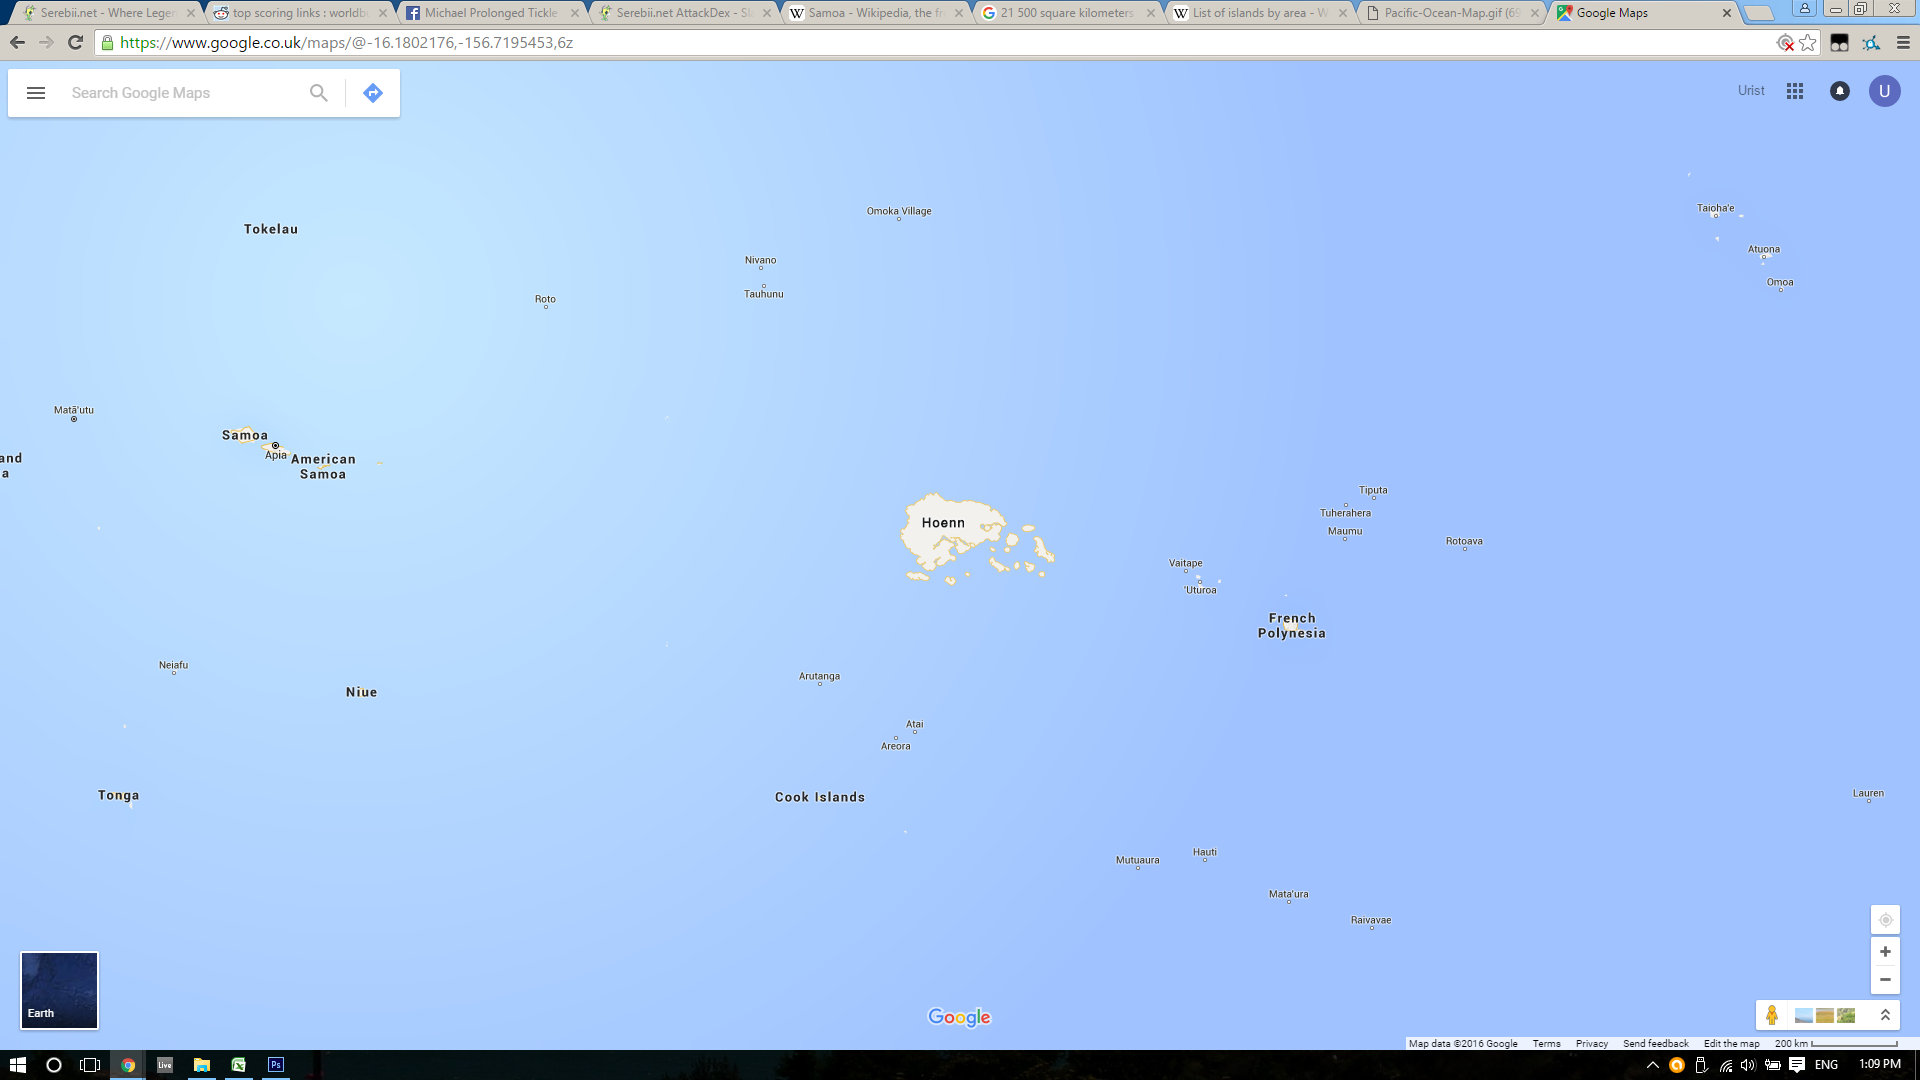 Serebii.net - Where Legen
top scoring links : worldbu
Michael Prolonged Tickle
Serebii.net AttackDex - Sl
Samoa - Wikipedia, the fr
21 500 square kilometers
List of islands by area - W
Pacific-Ocean-Map.gif (69
Google Maps
https://www.google.co.uk/maps/@-16.1802176,-156.7195453,6z
Search Google Maps
Urist
U
Taioha'e
Omoka Village
Tokelau
Atuona
Nivano
Omoa
Tauhunu
Roto
Matā'utu
Samoa
Apia
American
Samoa
and
a
Tiputa
Tuherahera
Hoenn
Maumu
Rotoava
Vaitape
'Uturoa
French
Polynesia
Neiafu
Arutanga
Niue
Atai
Areora
Tonga
Cook Islands
Lauren
Hauti
Mutuaura
Mata'ura
Raivavae
Earth
Google
Map data ©2016 Google
Terms
Privacy
Send feedback
Edit the map
200 km
live
Ps
ENG
1:09 PM